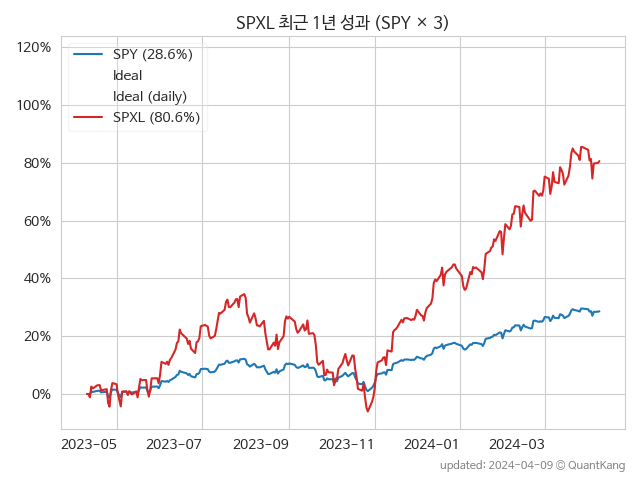 SPXL 최근 1년 성과 (SPY × 3)
120%
100%
80%
60%
40%
20%
0%
SPY (28.6%)
Ideal
Ideal (daily)
SPXL (80.6%)
2023-05
2023-07
2023-09
2023-11
2024-01
2024-03
updated: 2024-04-09 © QuantKang